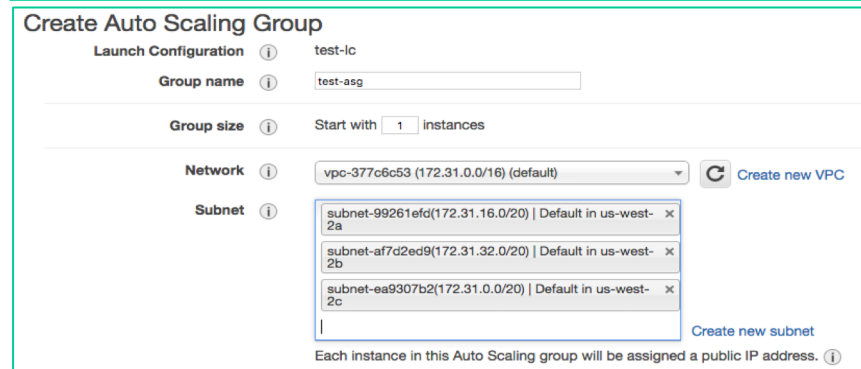 Create Auto Scaling Group
Launch Configuration i test-lc
Group name i test-asg
Group size i Start with 1 instances
Network i vpc-377c6c53 (172.31.0.0/16) (default) Create new VPC
Subnet i subnet-99261efd(172.31.16.0/20) | Default in us-west- ×
2a
subnet-af7d2ed9(172.31.32.0/20) | Default in us-west- ×
2b
subnet-ea9307b2(172.31.0.0/20) | Default in us-west- ×
2c
Create new subnet
Each instance in this Auto Scaling group will be assigned a public IP address. i